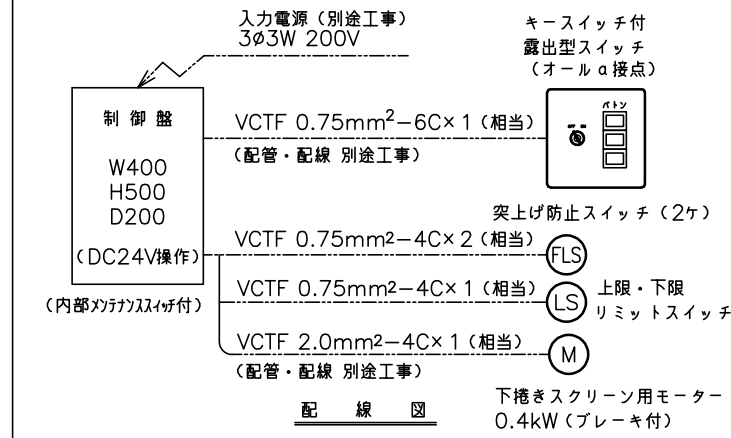 入力電源（別途工事）
3φ3W 200V
キースイッチ付
露出型スイッチ
（オールａ接点）
制御盤
W400
H500
D200
（DC24V操作）
（内部ﾒﾝﾃﾅﾝｽｽｲｯﾁ付）
VCTF 0.75mm²−6C×1（相当）
（配管・配線 別途工事）
バトン
OFF ON
突上げ防止スイッチ（2ケ）
VCTF 0.75mm²−4C×2（相当）
FLS
VCTF 0.75mm²−4C×1（相当）
LS
上限・下限
リミットスイッチ
VCTF 2.0mm²−4C×1（相当）
M
（配管・配線 別途工事）
下捲きスクリーン用モーター
0.4kW（ブレーキ付）
配線図